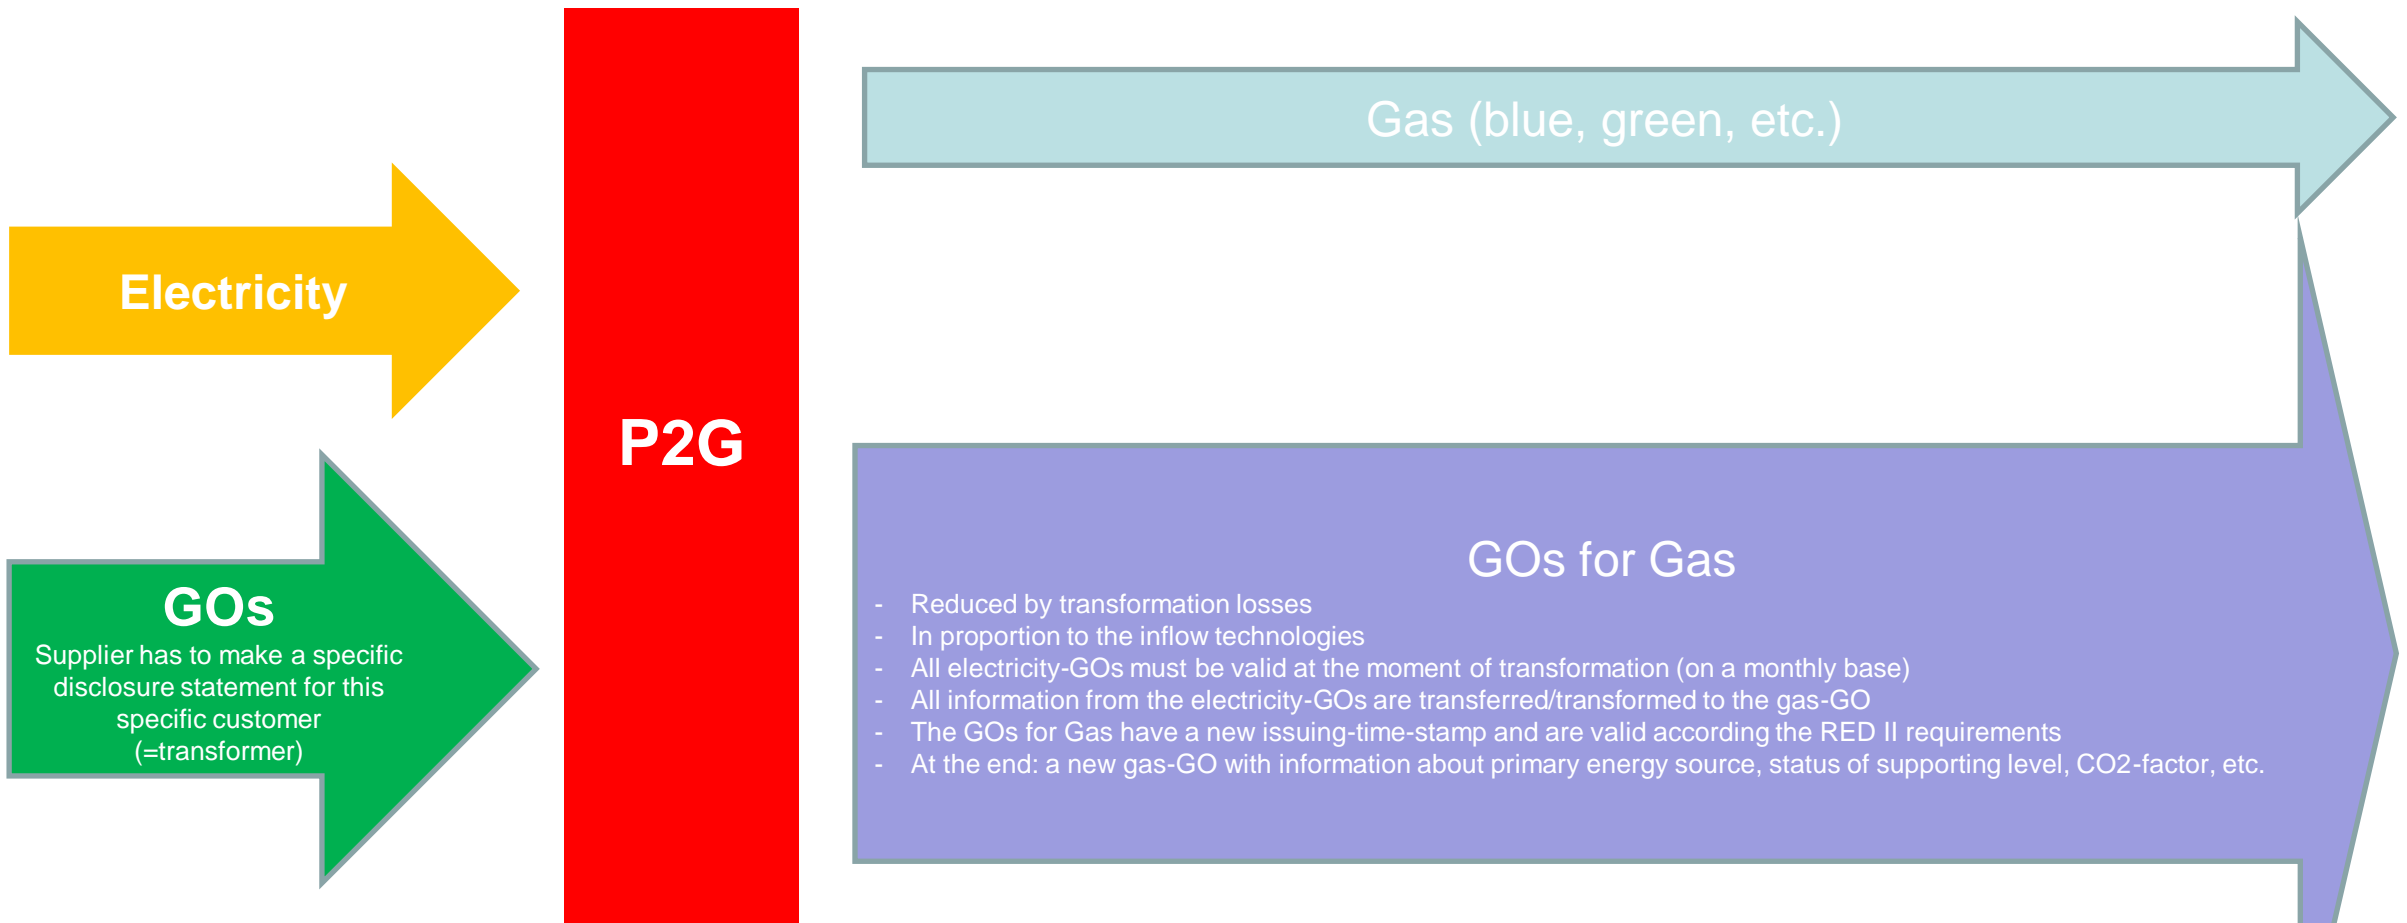 Gas (blue, green, etc.)
Electricity
P2G
GOs
Supplier has to make a specific
disclosure statement for this
specific customer
(=transformer)
GOs for Gas
- Reduced by transformation losses
- In proportion to the inflow technologies
- All electricity-GOs must be valid at the moment of transformation (on a monthly base)
- All information from the electricity-GOs are transferred/transformed to the gas-GO
- The GOs for Gas have a new issuing-time-stamp and are valid according the RED II requirements
- At the end: a new gas-GO with information about primary energy source, status of supporting level, CO2-factor, etc.